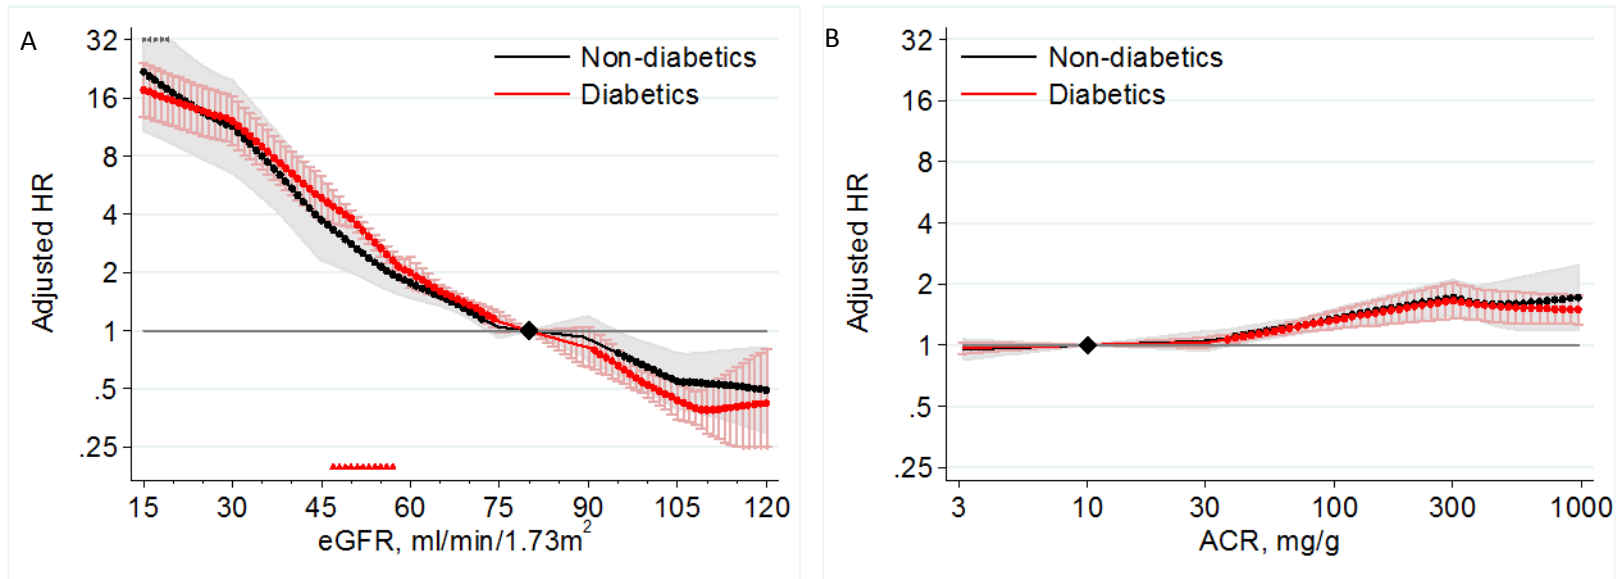 A
32
16
8
4
2
1
.5
.25
Adjusted HR
Non-diabetics
Diabetics
15 30 45 60 75 90 105 120
eGFR, ml/min/1.73m²
B
32
16
8
4
2
1
.5
.25
Adjusted HR
Non-diabetics
Diabetics
3 10 30 100 300 1000
ACR, mg/g